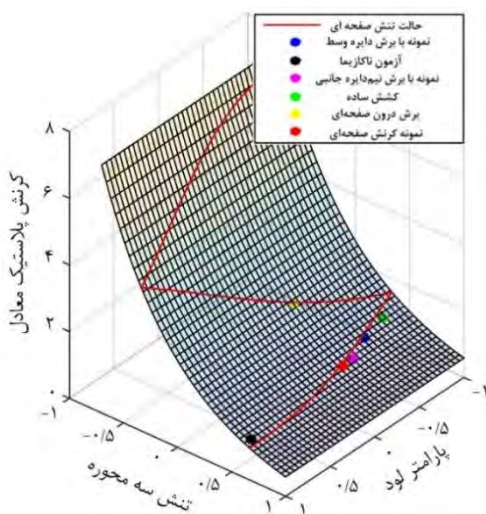 حالت تنش صفحه ای
نمونه با برش دایره وسط
آزمون ناکازیما
نمونه با برش نیم‌دایره جانبی
کشش ساده
برش درون صفحه‌ای
نمونه کرنش صفحه‌ای
کرنش پلاستیک معادل
۸
۶
۴
۲
۰
-۱
-۰/۵
۰
۰/۵
۱
تنش سه محوره
۱
۰/۵
۰
-۰/۵
-۱
پارامتر لود